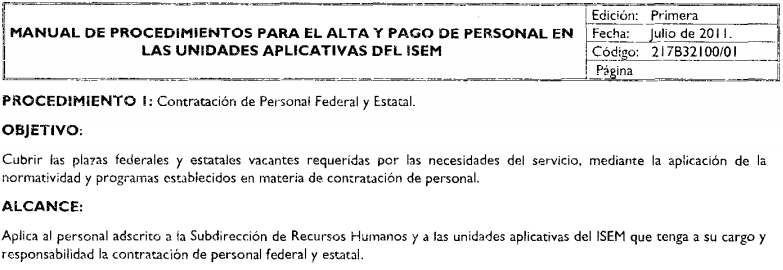 MANUAL DE PROCEDIMIENTOS PARA EL ALTA Y PAGO DE PERSONAL EN
LAS UNIDADES APLICATIVAS DEL ISEM
Edición: Primera
Fecha: Julio de 2011.
Código: 217B32100/01
Página
PROCEDIMIENTO 1: Contratación de Personal Federal y Estatal.
OBJETIVO:
Cubrir las plazas federales y estatales vacantes requeridas por las necesidades del servicio, mediante la aplicación de la
normatividad y programas establecidos en materia de contratación de personal.
ALCANCE:
Aplica al personal adscrito a la Subdirección de Recursos Humanos y a las unidades aplicativas del ISEM que tenga a su cargo y
responsabilidad la contratación de personal federal y estatal.